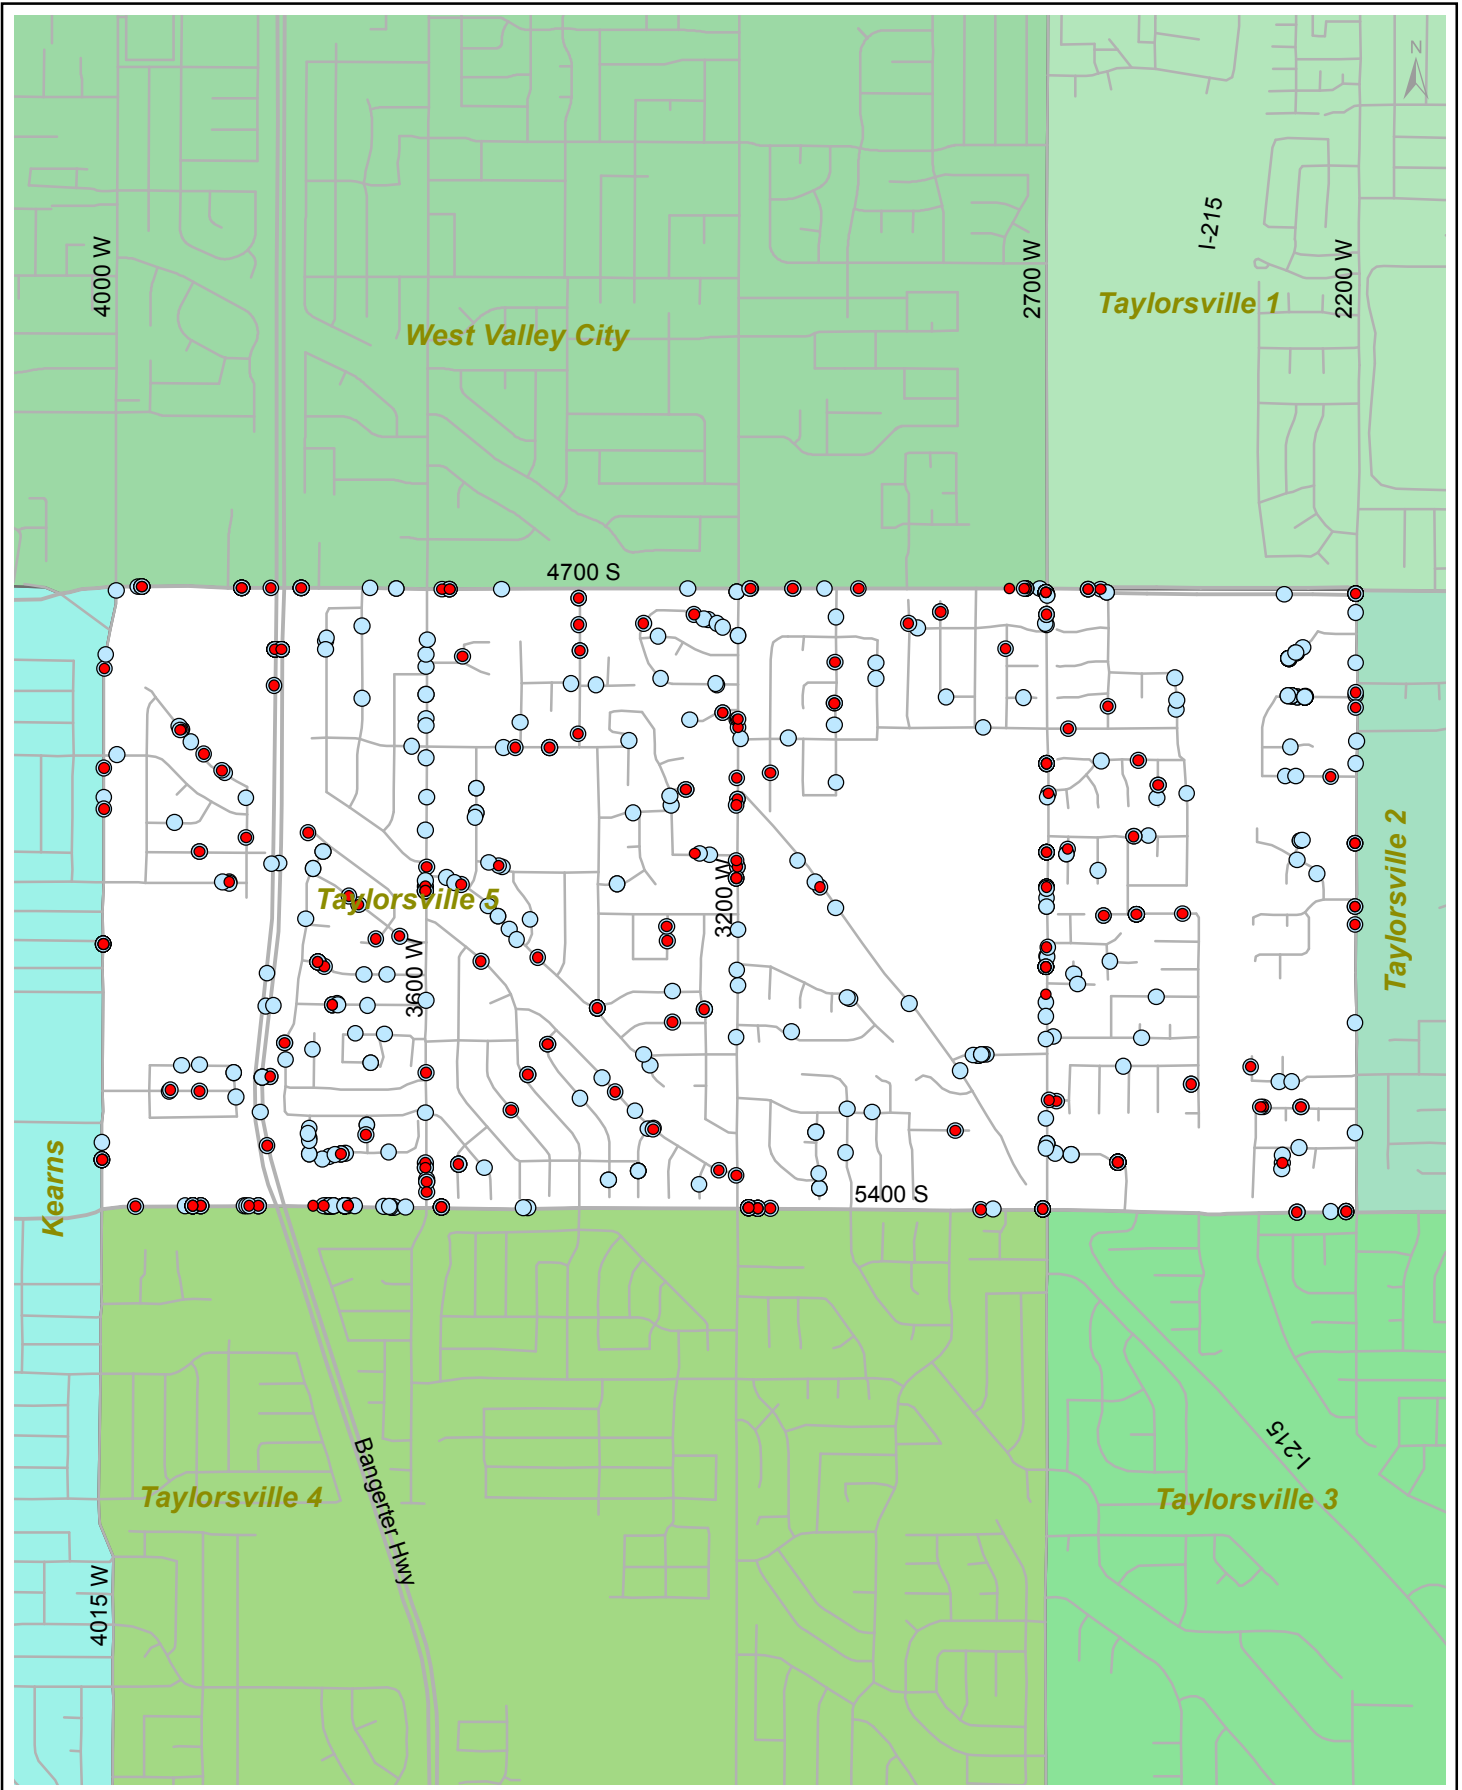 N
I-215
4000 W
2700 W
2200 W
Taylorsville 1
West Valley City
4700 S
Taylorsville 2
Taylorsville 5
3200 W
3600 W
Kearns
5400 S
I-215
Bangerter Hwy
Taylorsville 4
Taylorsville 3
4015 W